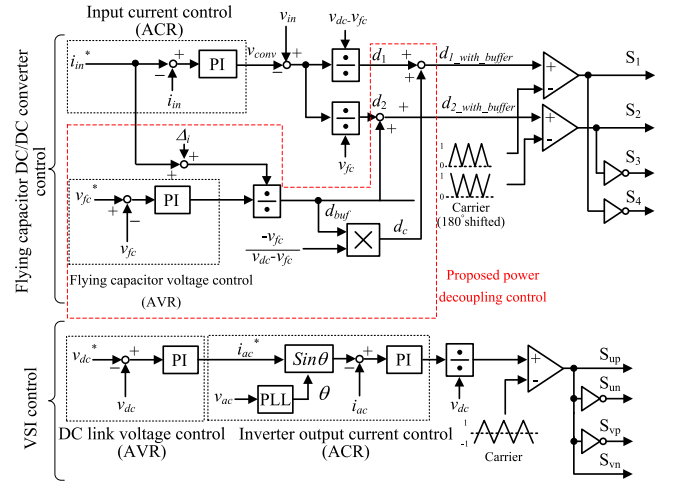 Input current control
(ACR)
i_in*
i_in
PI
v_conv
v_in
v_dc-v_fc
d_1
d_1_with_buffer
S_1
d_2
d_2_with_buffer
S_2
v_fc
S_3
S_4
1
0
1
0
Carrier
(180°shifted)
Δ_i
v_fc*
v_fc
PI
d_buf
-v_fc
v_dc-v_fc
d_c
Flying capacitor voltage control
(AVR)
Proposed power
decoupling control
Flying capacitor DC/DC converter
control
VSI control
v_dc*
v_dc
PI
DC link voltage control
(AVR)
i_ac*
Sinθ
v_ac
PLL
θ
i_ac
PI
Inverter output current control
(ACR)
v_dc
1
-1
Carrier
S_up
S_un
S_vp
S_vn